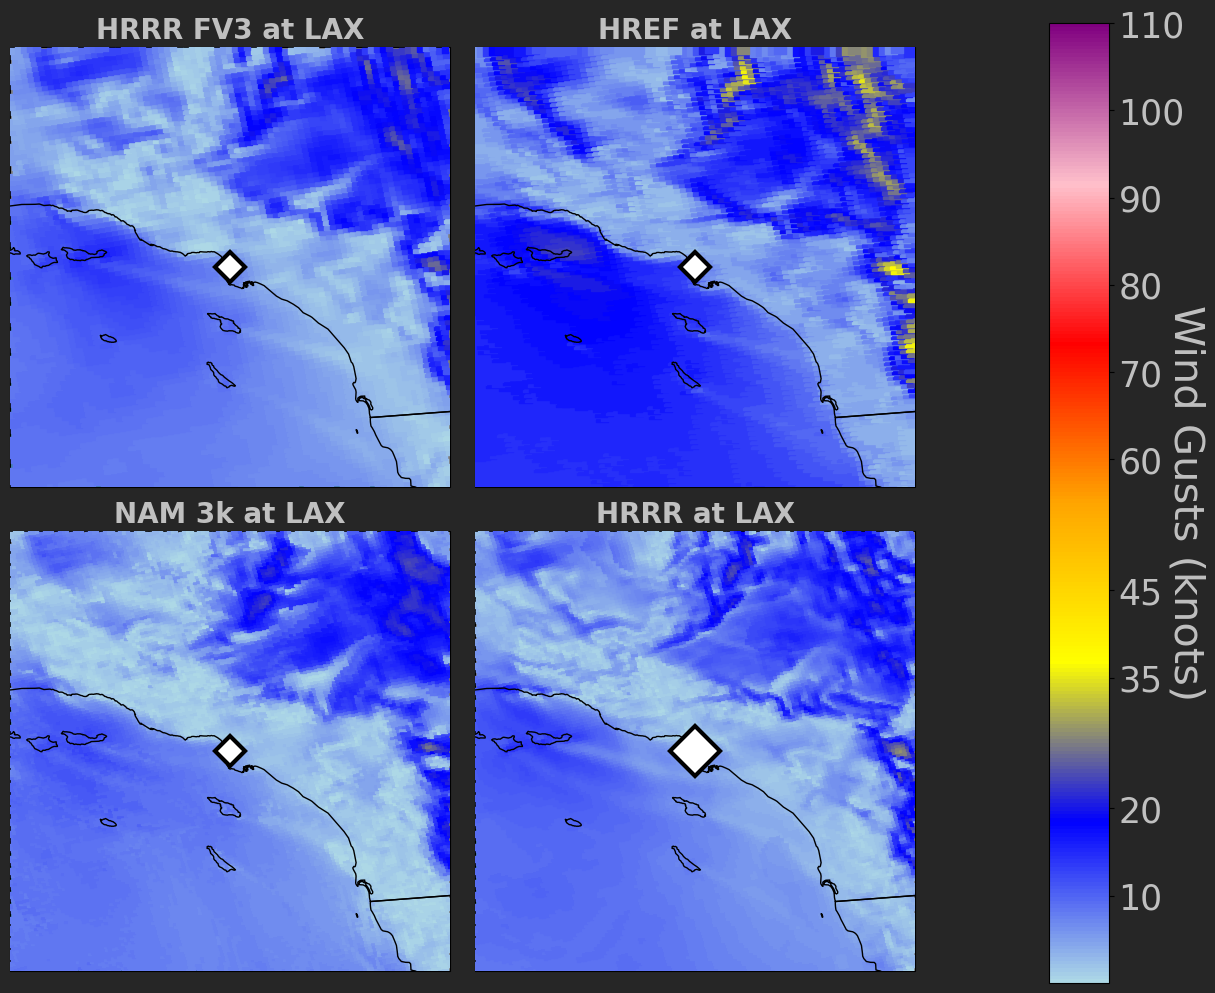 HRRR FV3 at LAX
HREF at LAX
NAM 3k at LAX
HRRR at LAX
110
100
90
80
70
60
45
35
20
10
Wind Gusts (knots)